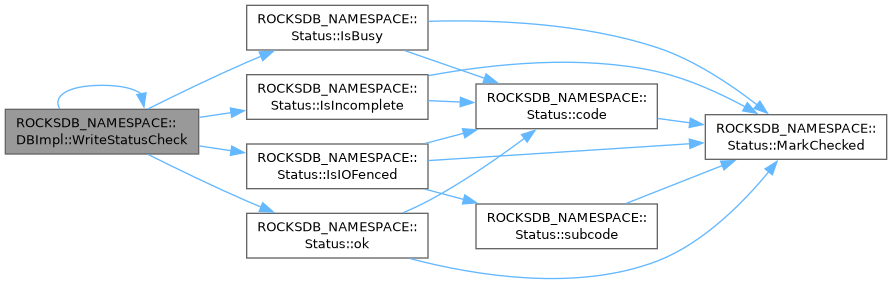 ROCKSDB_NAMESPACE::
DBImpl::WriteStatusCheck
ROCKSDB_NAMESPACE::
Status::IsBusy
ROCKSDB_NAMESPACE::
Status::IsIncomplete
ROCKSDB_NAMESPACE::
Status::IsIOFenced
ROCKSDB_NAMESPACE::
Status::ok
ROCKSDB_NAMESPACE::
Status::code
ROCKSDB_NAMESPACE::
Status::subcode
ROCKSDB_NAMESPACE::
Status::MarkChecked